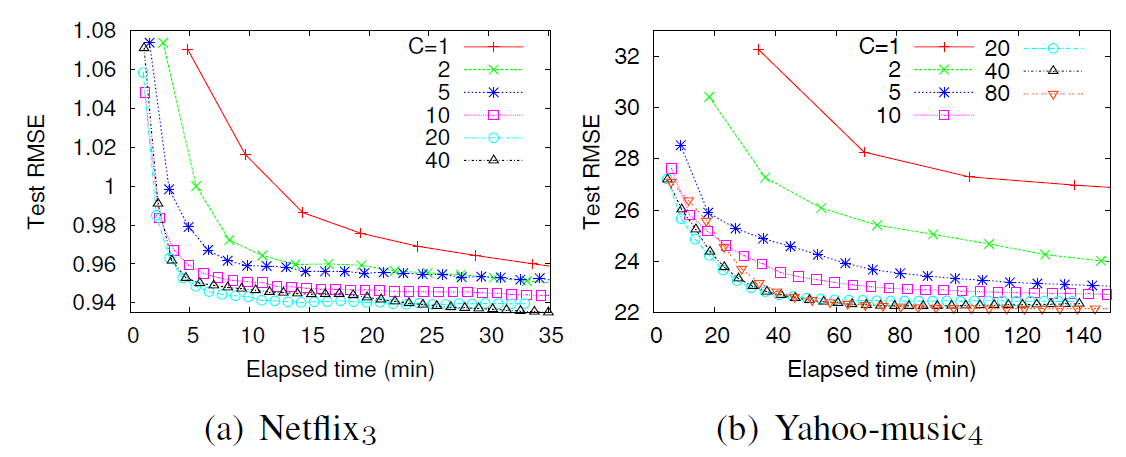 1.08
1.06
1.04
1.02
1
0.98
0.96
0.94
Test RMSE
0 5 10 15 20 25 30 35
Elapsed time (min)
C=1
2
5
10
20
40
(a) Netflix₃
32
30
28
26
24
22
Test RMSE
0 20 40 60 80 100 120 140
Elapsed time (min)
C=1
2
5
10
20
40
80
(b) Yahoo-music₄